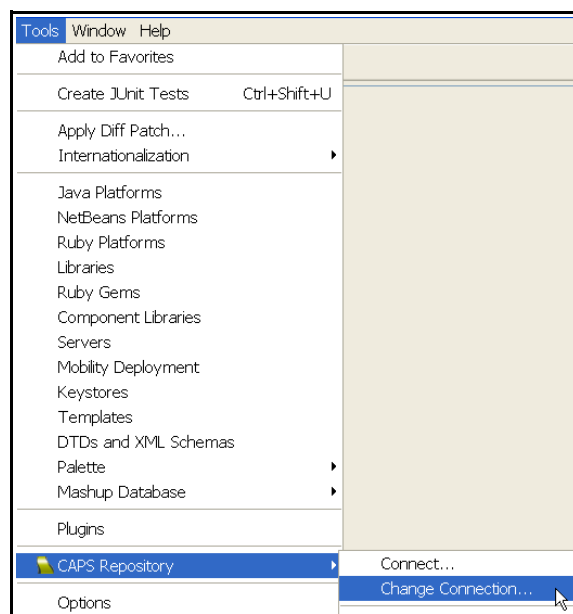 Tools Window Help
Add to Favorites
Create JUnit Tests Ctrl+Shift+U
Apply Diff Patch...
Internationalization
Java Platforms
NetBeans Platforms
Ruby Platforms
Libraries
Ruby Gems
Component Libraries
Servers
Mobility Deployment
Keystores
Templates
DTDs and XML Schemas
Palette
Mashup Database
Plugins
CAPS Repository Connect...
Change Connection...
Options